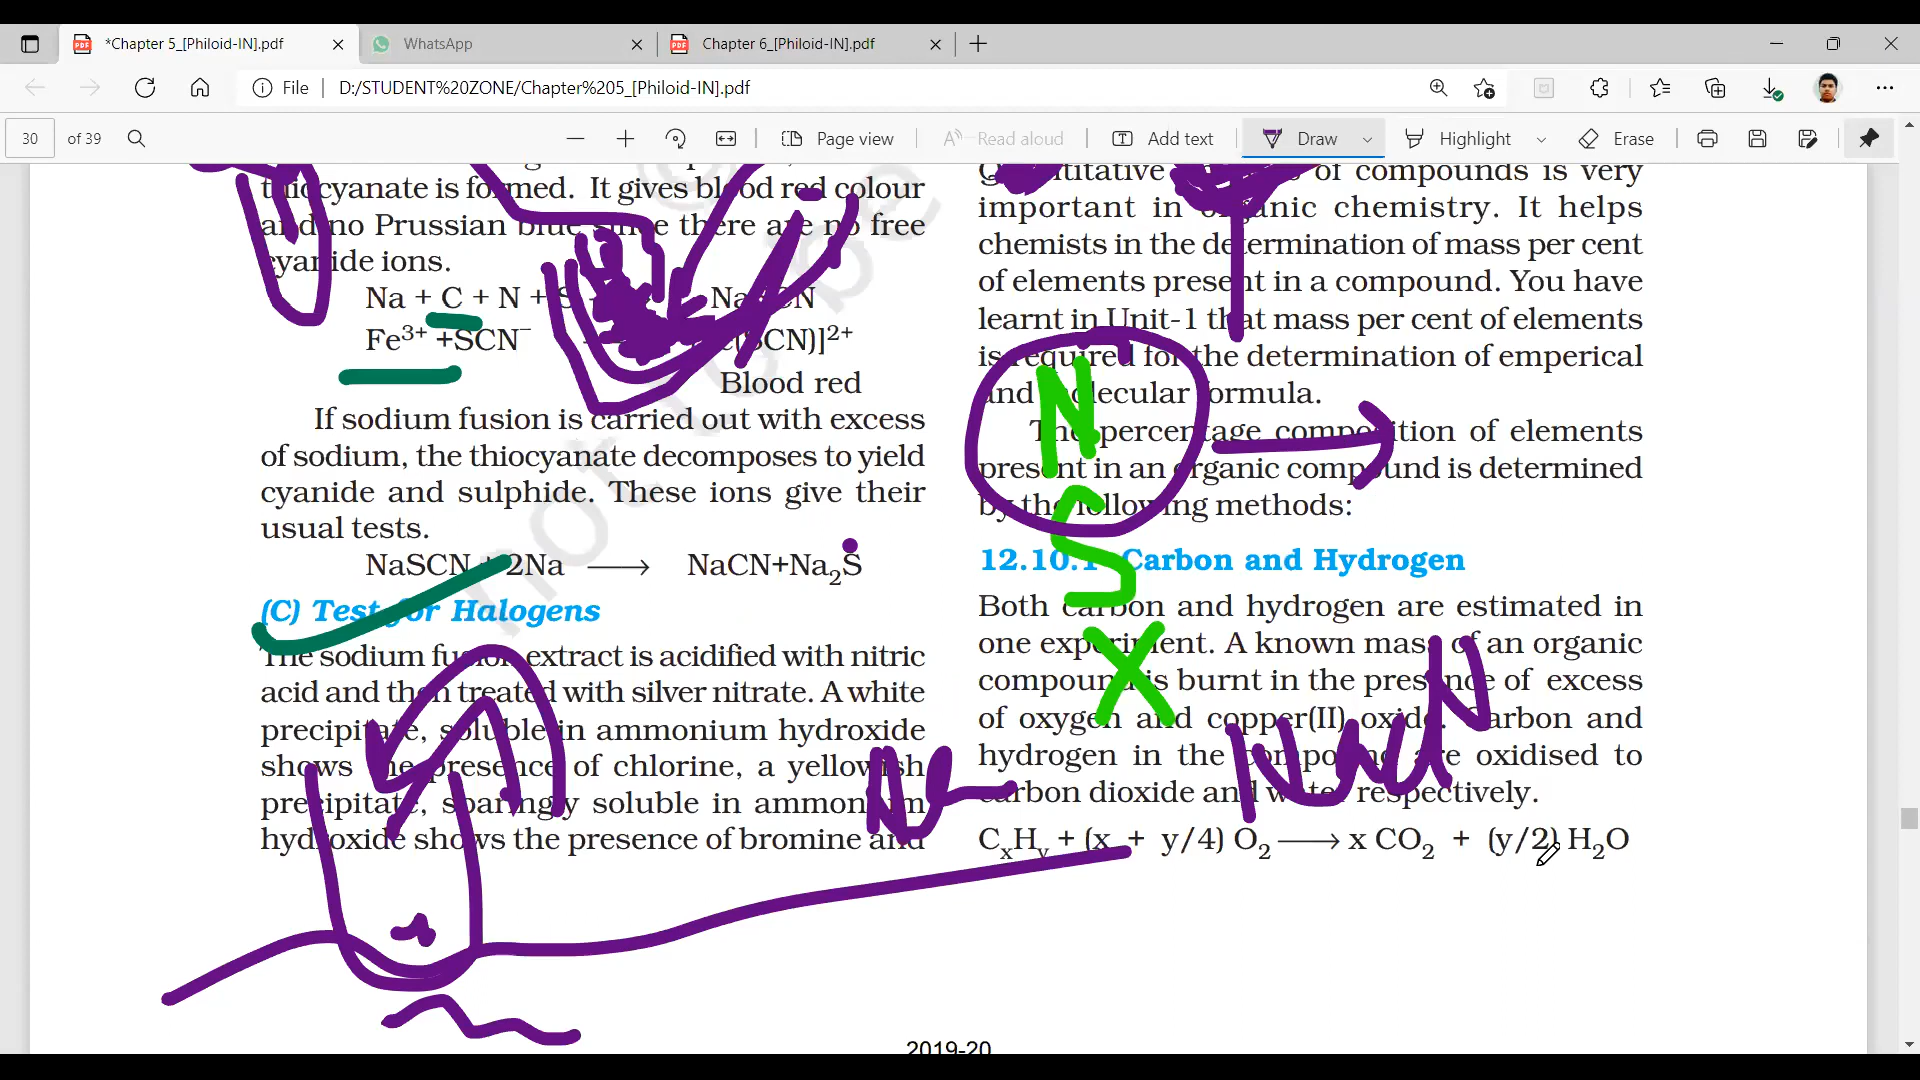 *Chapter 5_[Philoid-IN].pdf
WhatsApp
Chapter 6_[Philoid-IN].pdf
File
D:/STUDENT%20ZONE/Chapter%205_[Philoid-IN].pdf
30 of 39
Page view
Read aloud
Add text
Draw
Highlight
Erase
thiocyanate is formed. It gives blood red colour
and no Prussian blue since there are no free
cyanide ions.
Na + C + N + S
Fe³⁺ +SCN⁻
Blood red
If sodium fusion is carried out with excess
of sodium, the thiocyanate decomposes to yield
cyanide and sulphide. These ions give their
usual tests.
NaSCN + 2Na ⟶ NaCN+Na₂S
(C) Test for Halogens
The sodium fusion extract is acidified with nitric
acid and then treated with silver nitrate. A white
precipitate, soluble in ammonium hydroxide
shows the presence of chlorine, a yellowish
precipitate, sparingly soluble in ammonium
hydroxide shows the presence of bromine and
Quantitative of compounds is very
important in organic chemistry. It helps
chemists in the determination of mass per cent
of elements present in a compound. You have
learnt in Unit-1 that mass per cent of elements
is required for the determination of emperical
and molecular formula.
The percentage composition of elements
present in an organic compound is determined
by the following methods:
12.10.1 Carbon and Hydrogen
Both carbon and hydrogen are estimated in
one experiment. A known mass of an organic
compound is burnt in the presence of excess
of oxygen and copper(II) oxide. Carbon and
hydrogen in the compound are oxidised to
carbon dioxide and water respectively.
CₓHᵧ + (x + y/4) O₂ ⟶ x CO₂ + (y/2) H₂O
N
S
X
NaCN
2019-20